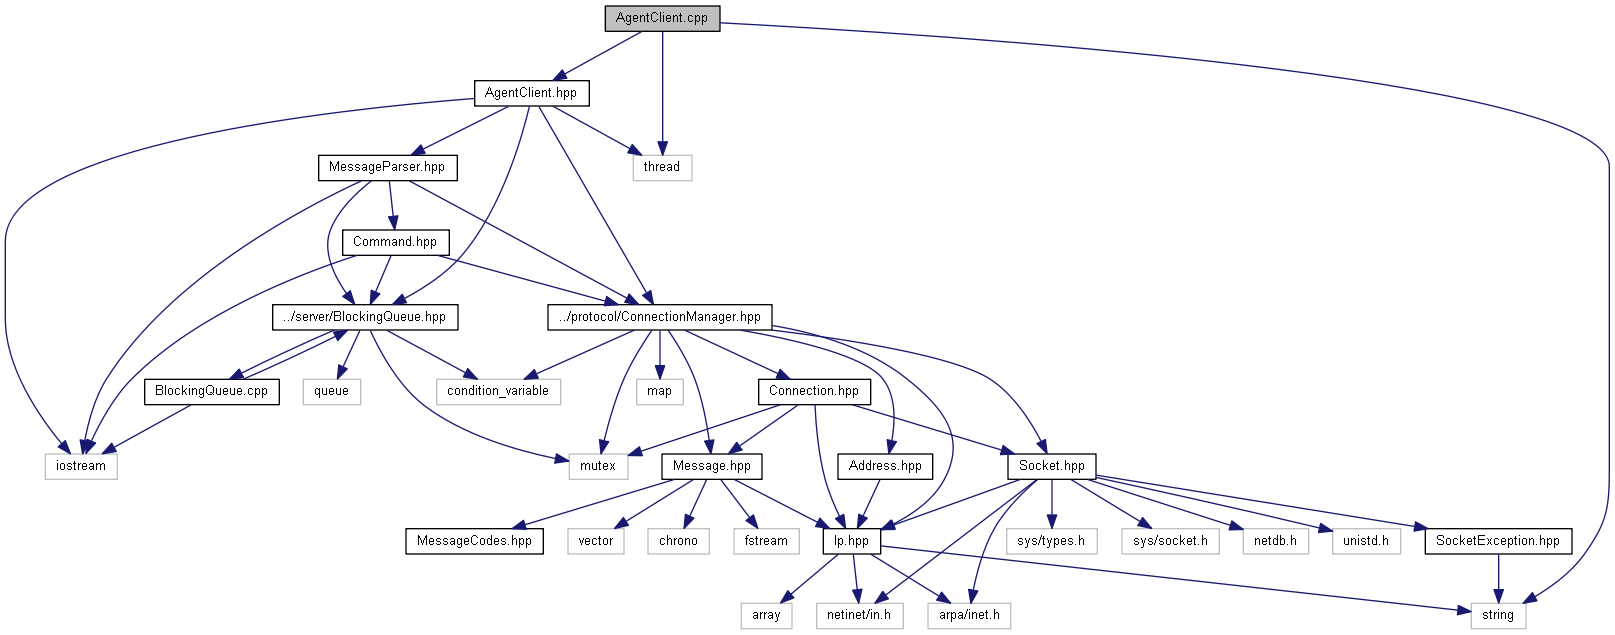 AgentClient.cpp
AgentClient.hpp
MessageParser.hpp
thread
Command.hpp
../server/BlockingQueue.hpp
../protocol/ConnectionManager.hpp
BlockingQueue.cpp
queue
condition_variable
map
Connection.hpp
iostream
mutex
Message.hpp
Address.hpp
Socket.hpp
MessageCodes.hpp
vector
chrono
fstream
Ip.hpp
sys/types.h
sys/socket.h
netdb.h
unistd.h
SocketException.hpp
array
netinet/in.h
arpa/inet.h
string